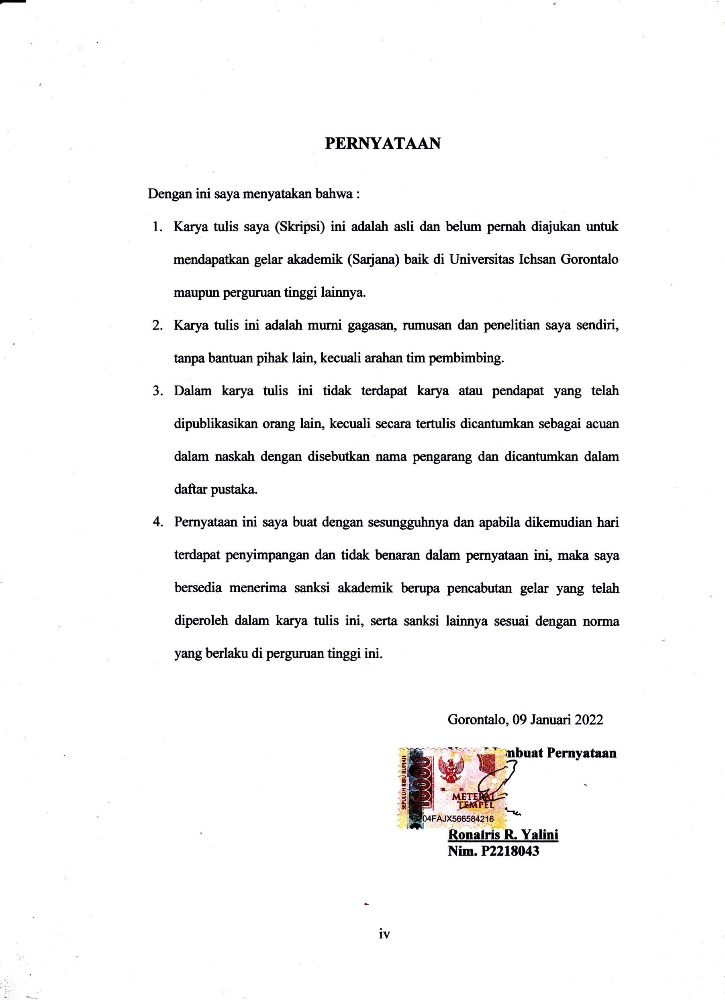 PERNYATAAN
Dengan ini saya menyatakan bahwa :
1. Karya tulis saya (Skripsi) ini adalah asli dan belum pernah diajukan untuk
mendapatkan gelar akademik (Sarjana) baik di Universitas Ichsan Gorontalo
maupun perguruan tinggi lainnya.
2. Karya tulis ini adalah murni gagasan, rumusan dan penelitian saya sendiri,
tanpa bantuan pihak lain, kecuali arahan tim pembimbing.
3. Dalam karya tulis ini tidak terdapat karya atau pendapat yang telah
dipublikasikan orang lain, kecuali secara tertulis dicantumkan sebagai acuan
dalam naskah dengan disebutkan nama pengarang dan dicantumkan dalam
daftar pustaka.
4. Pernyataan ini saya buat dengan sesungguhnya dan apabila dikemudian hari
terdapat penyimpangan dan tidak benaran dalam pernyataan ini, maka saya
bersedia menerima sanksi akademik berupa pencabutan gelar yang telah
diperoleh dalam karya tulis ini, serta sanksi lainnya sesuai dengan norma
yang berlaku di perguruan tinggi ini.
Gorontalo, 09 Januari 2022
Pernyataan
SEPULUH RIBU RUPIAH
10000
TGL 20
METERAI
TEMPEL
04FAJX566584216
R. Yalini
Nim. P2218043
iv